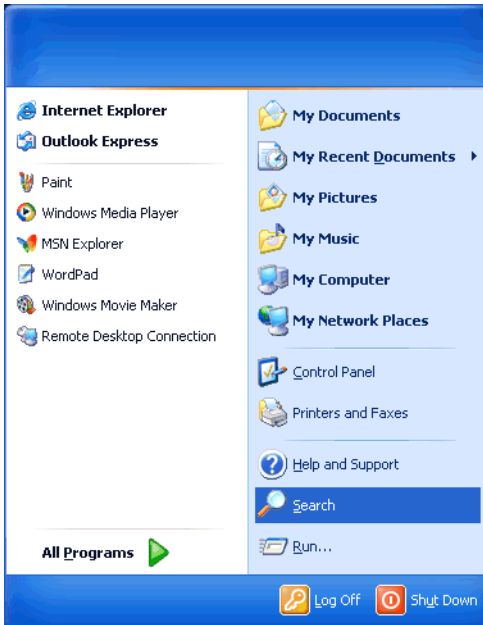 Internet Explorer
Outlook Express
Paint
Windows Media Player
MSN Explorer
WordPad
Windows Movie Maker
Remote Desktop Connection
All Programs
My Documents
My Recent Documents
My Pictures
My Music
My Computer
My Network Places
Control Panel
Printers and Faxes
Help and Support
Search
Run...
Log Off
Shut Down